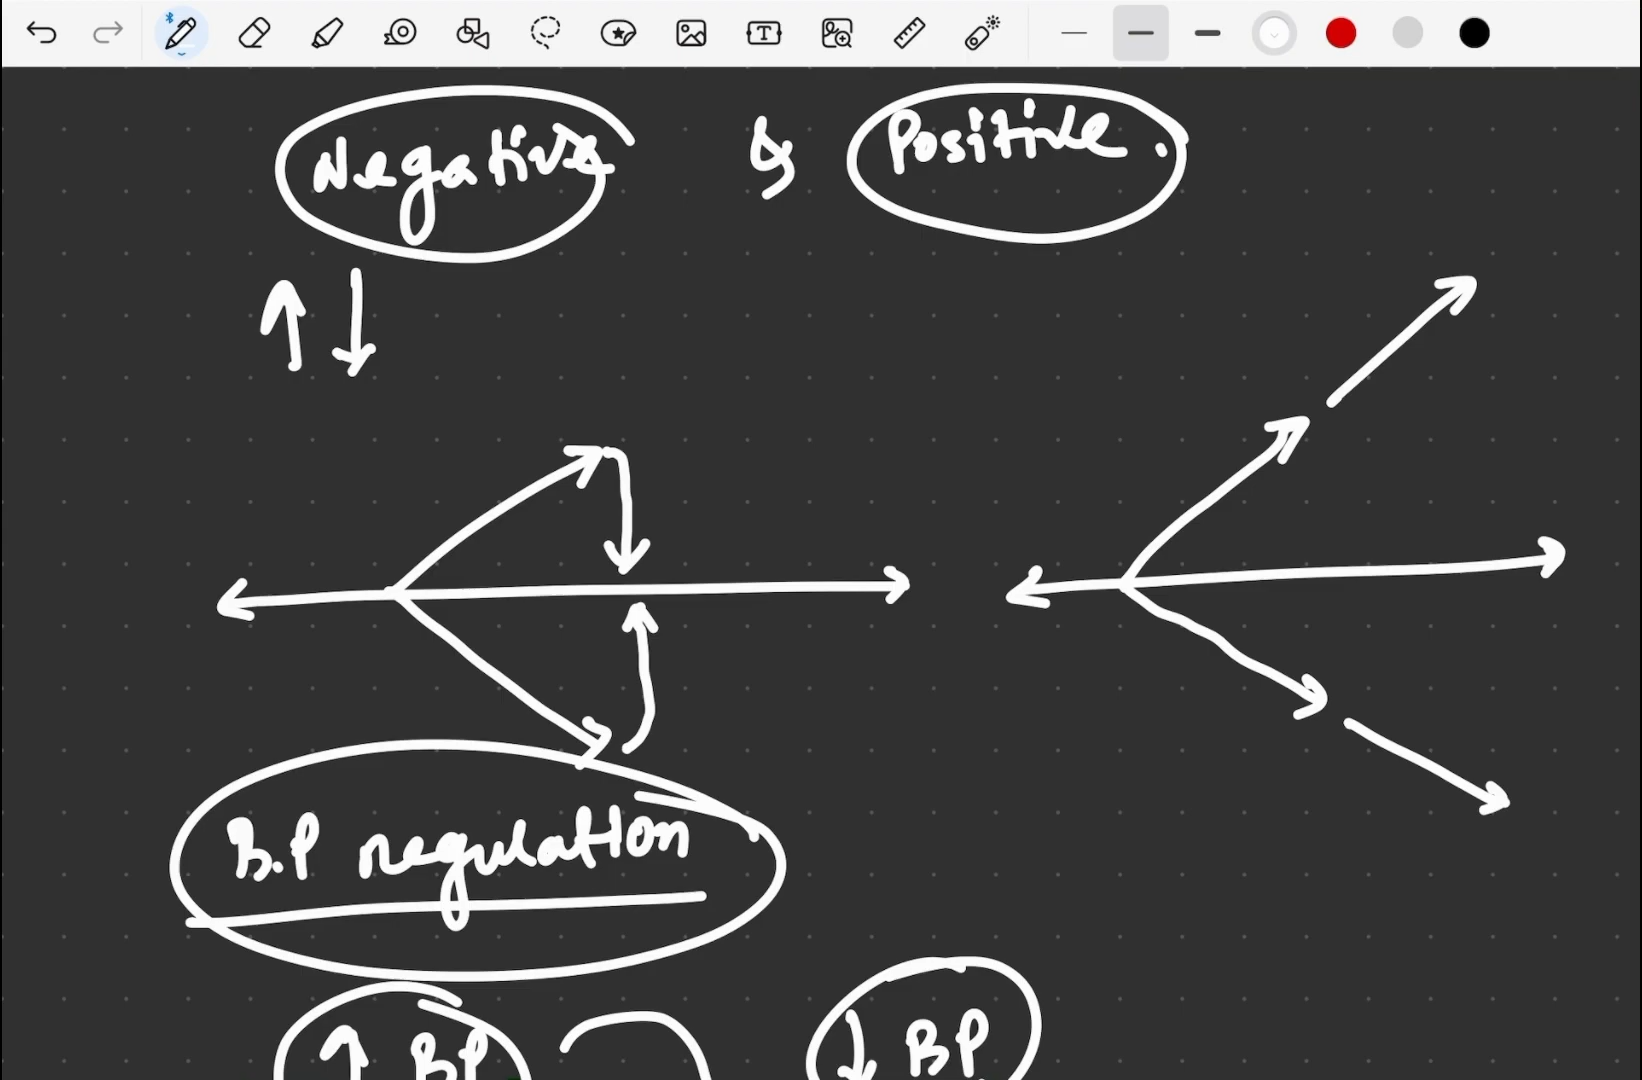 Negative & Positive.
↑ ↓
B.P regulation
↑ BP ↓ BP